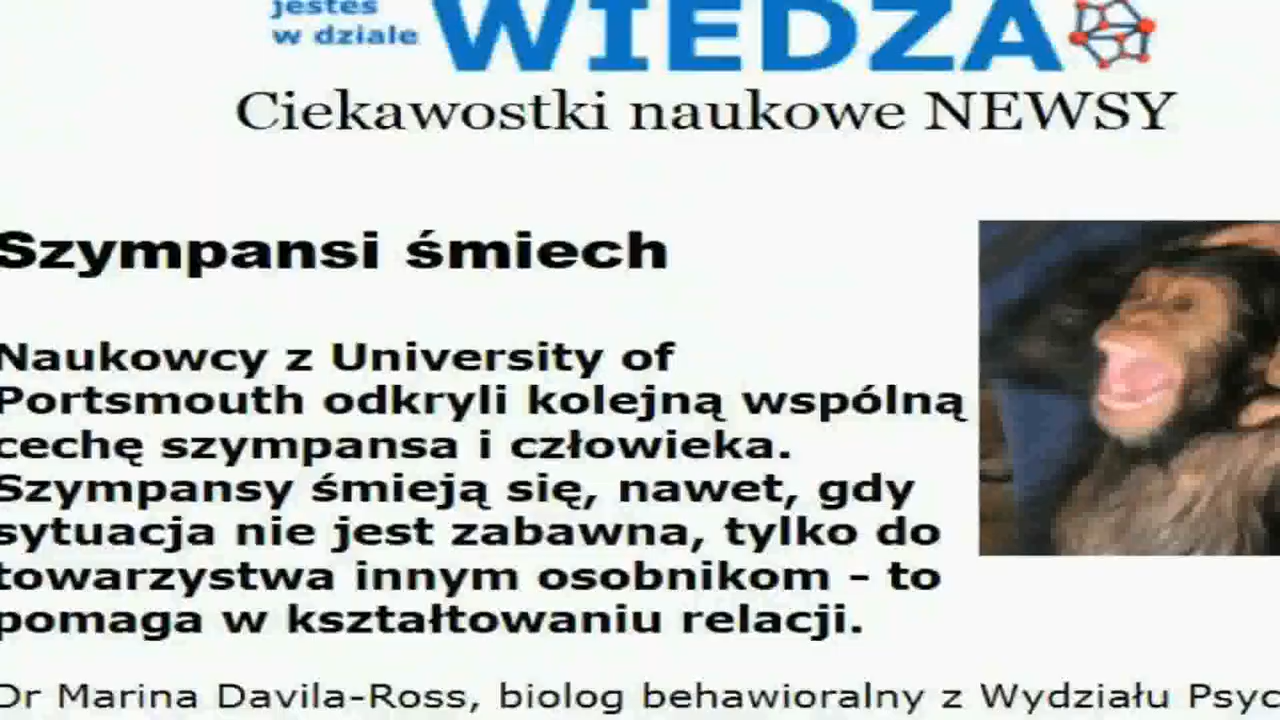 jesteś
w dziale
WIEDZA
Ciekawostki naukowe NEWSY
Szympansi śmiech
Naukowcy z University of
Portsmouth odkryli kolejną wspólną
cechę szympansa i człowieka.
Szympansy śmieją się, nawet, gdy
sytuacja nie jest zabawna, tylko do
towarzystwa innym osobnikom - to
pomaga w kształtowaniu relacji.
Dr Marina Davila-Ross, biolog behawioralny z Wydziału